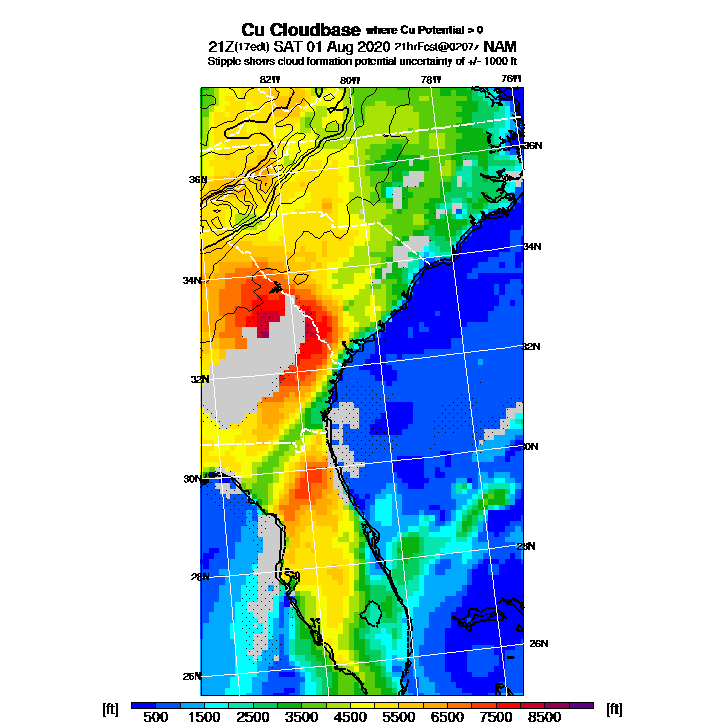 Cu Cloudbase where Cu Potential > 0
21Z(17edt) SAT 01 Aug 2020 21hrFcst@0207z NAM
Stipple shows cloud formation potential uncertainty of +/- 1000 ft
82W 80W 78W 76W
36N
36N
34N
34N
32N
32N
30N
30N
28N
28N
26N
26N
[ft] 500 1500 2500 3500 4500 5500 6500 7500 8500 [ft]